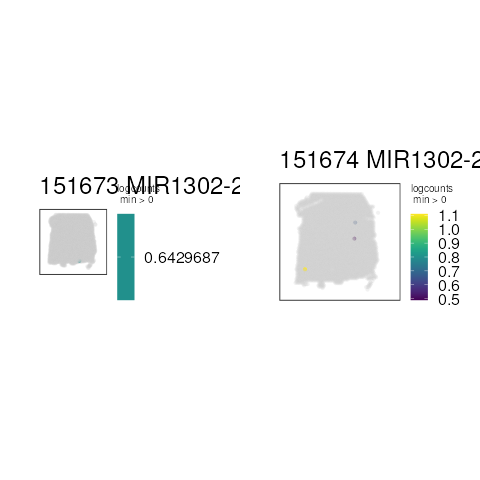 151673 MIR1302-2
logcounts
min > 0
0.6429687
151674 MIR1302-2
logcounts
min > 0
1.1
1.0
0.9
0.8
0.7
0.6
0.5